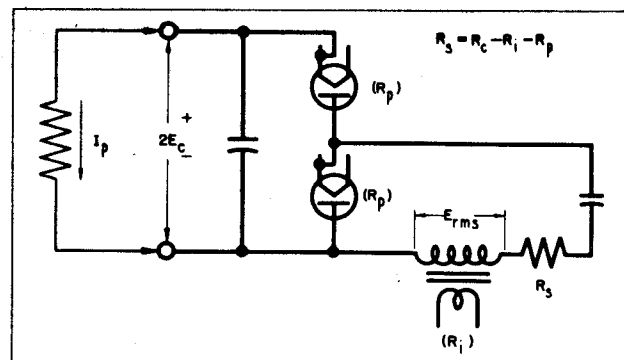 R_s = R_c - R_i - R_p
(R_p)
I_p
+
2E_c
-
(R_p)
E_rms
R_s
(R_i)